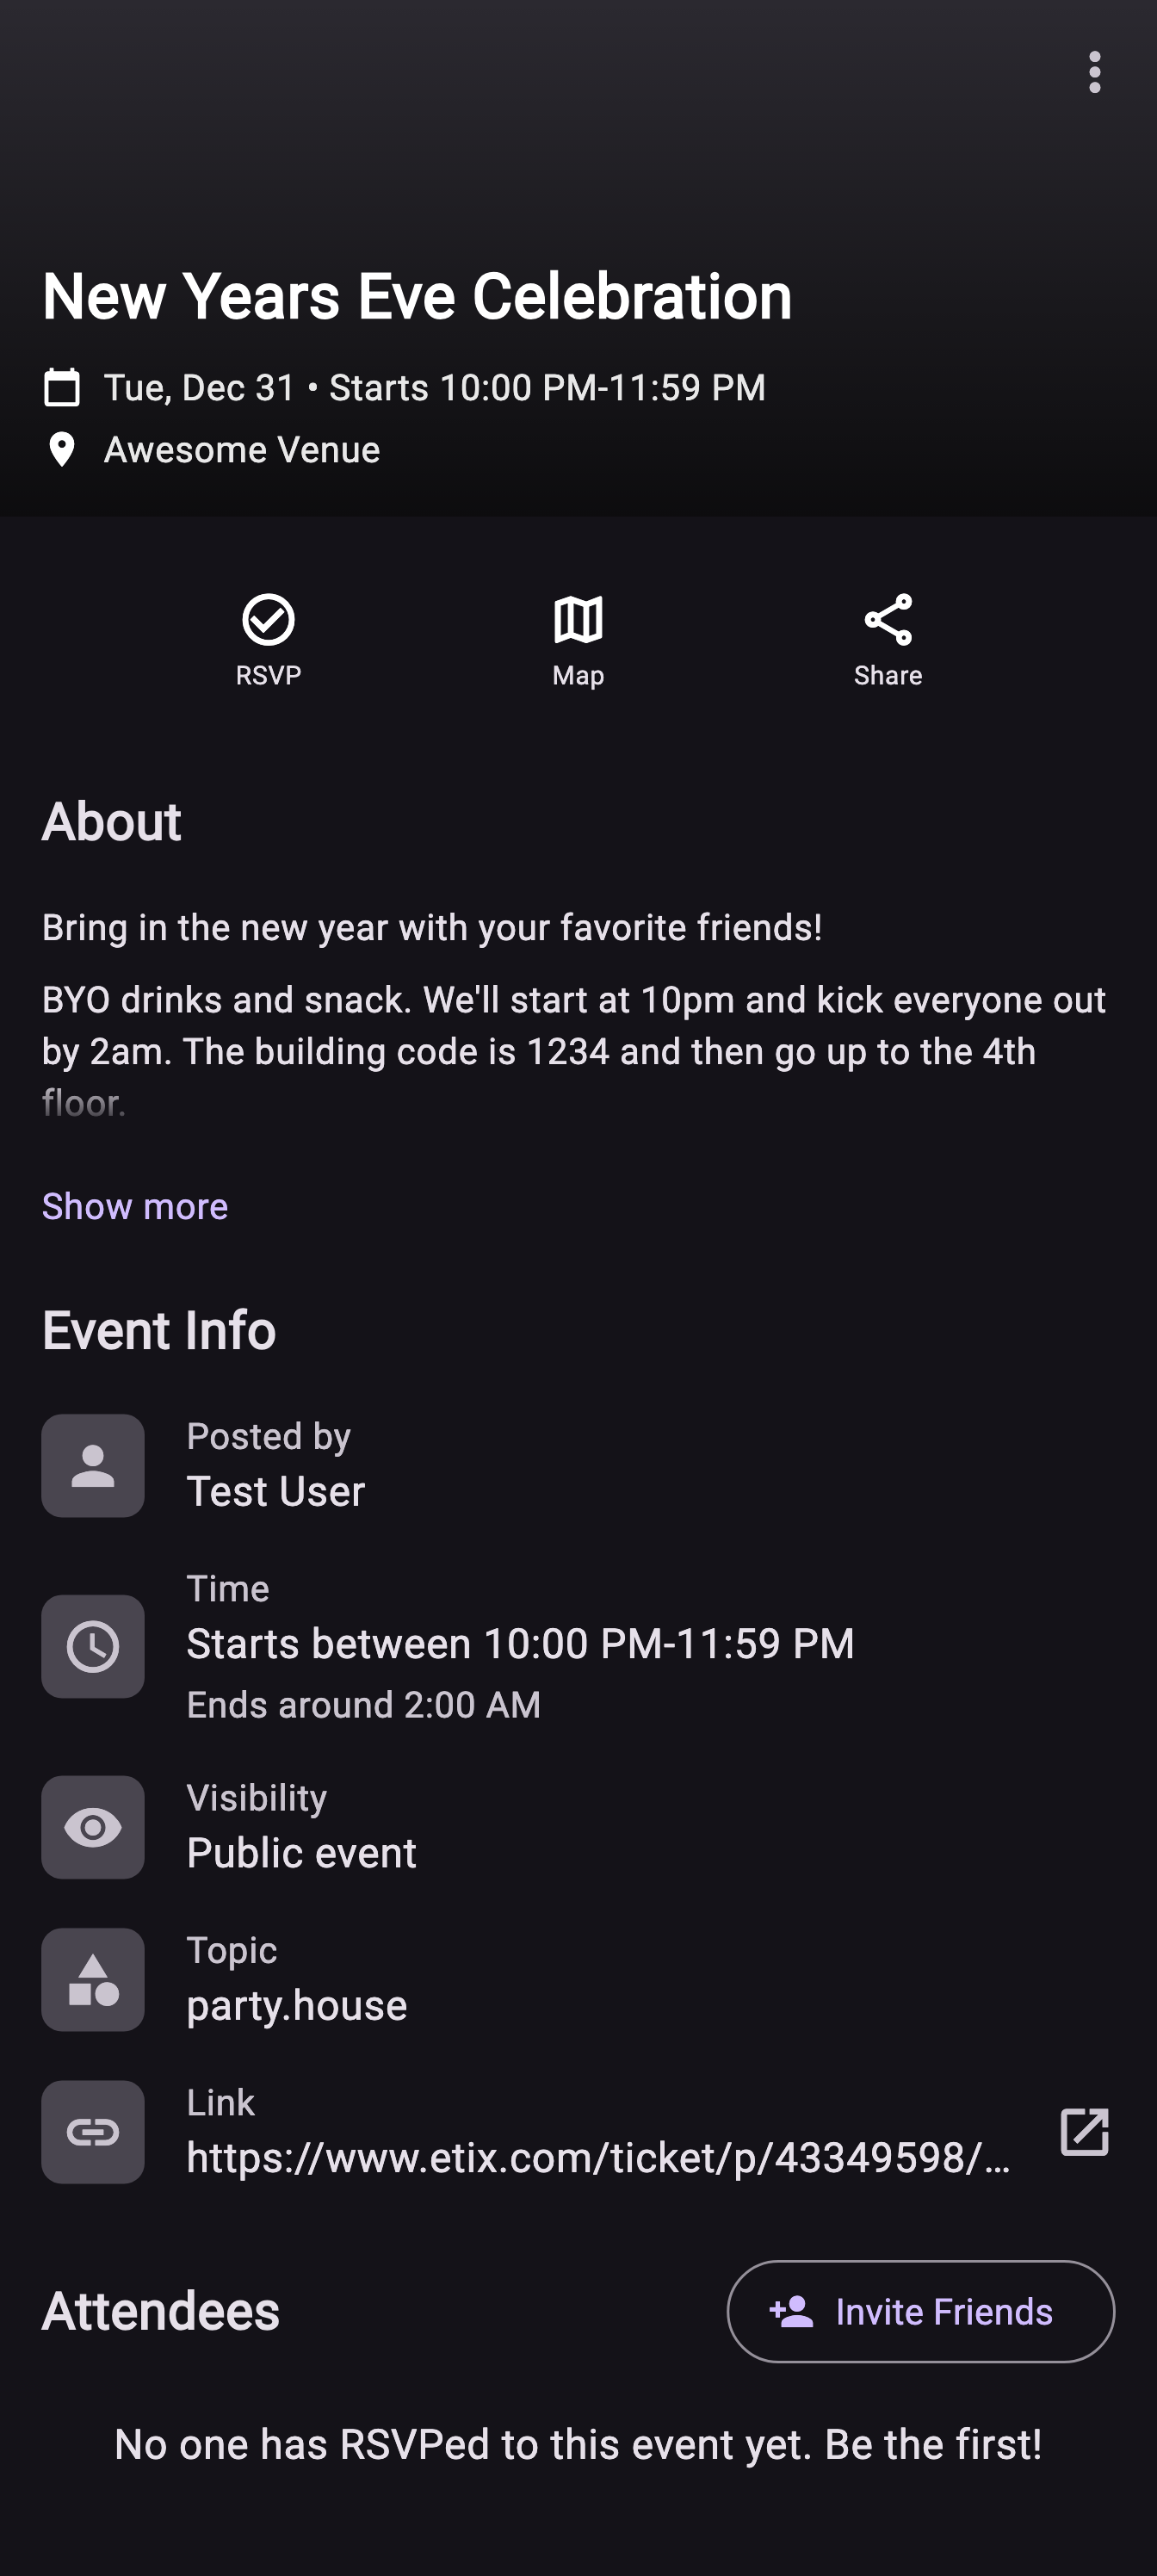 New Years Eve Celebration
Tue, Dec 31 • Starts 10:00 PM-11:59 PM
Awesome Venue
RSVP
Map
Share
About
Bring in the new year with your favorite friends!
BYO drinks and snack. We'll start at 10pm and kick everyone out
by 2am. The building code is 1234 and then go up to the 4th
floor.
Show more
Event Info
Posted by
Test User
Time
Starts between 10:00 PM-11:59 PM
Ends around 2:00 AM
Visibility
Public event
Topic
party.house
Link
https://www.etix.com/ticket/p/43349598/...
Attendees
Invite Friends
No one has RSVPed to this event yet. Be the first!